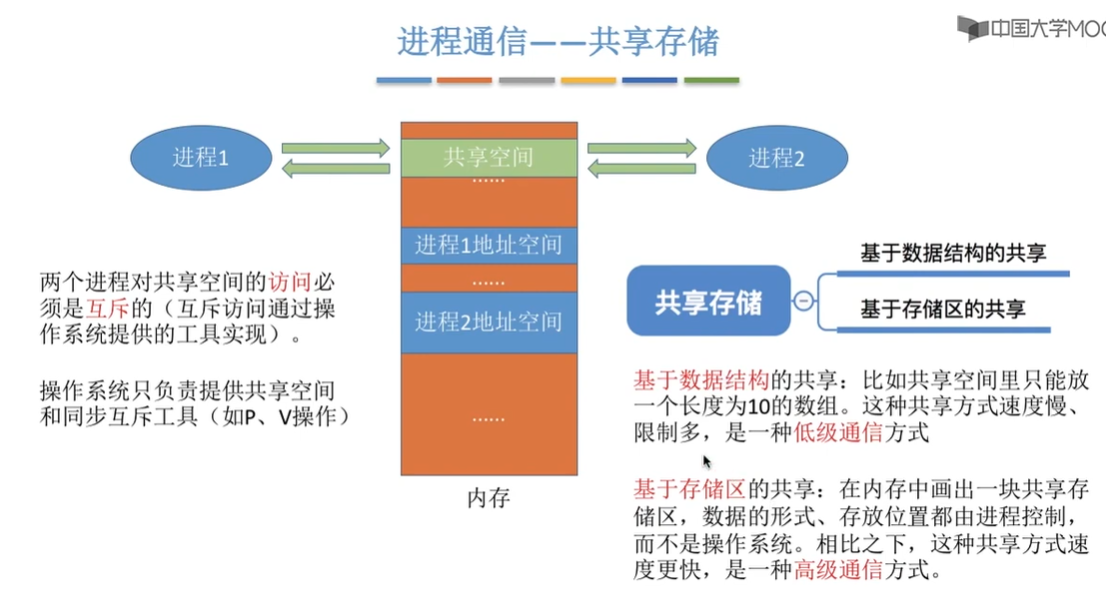 进程通信——共享存储
中国大学MOO
进程1
共享空间
进程2
......
进程1地址空间
......
进程2地址空间
......
内存
两个进程对共享空间的访问必
须是互斥的（互斥访问通过操
作系统提供的工具实现）。
操作系统只负责提供共享空间
和同步互斥工具（如P、V操作）
共享存储
基于数据结构的共享
基于存储区的共享
基于数据结构的共享：比如共享空间里只能放
一个长度为10的数组。这种共享方式速度慢、
限制多，是一种低级通信方式
基于存储区的共享：在内存中画出一块共享存
储区，数据的形式、存放位置都由进程控制，
而不是操作系统。相比之下，这种共享方式速
度更快，是一种高级通信方式。